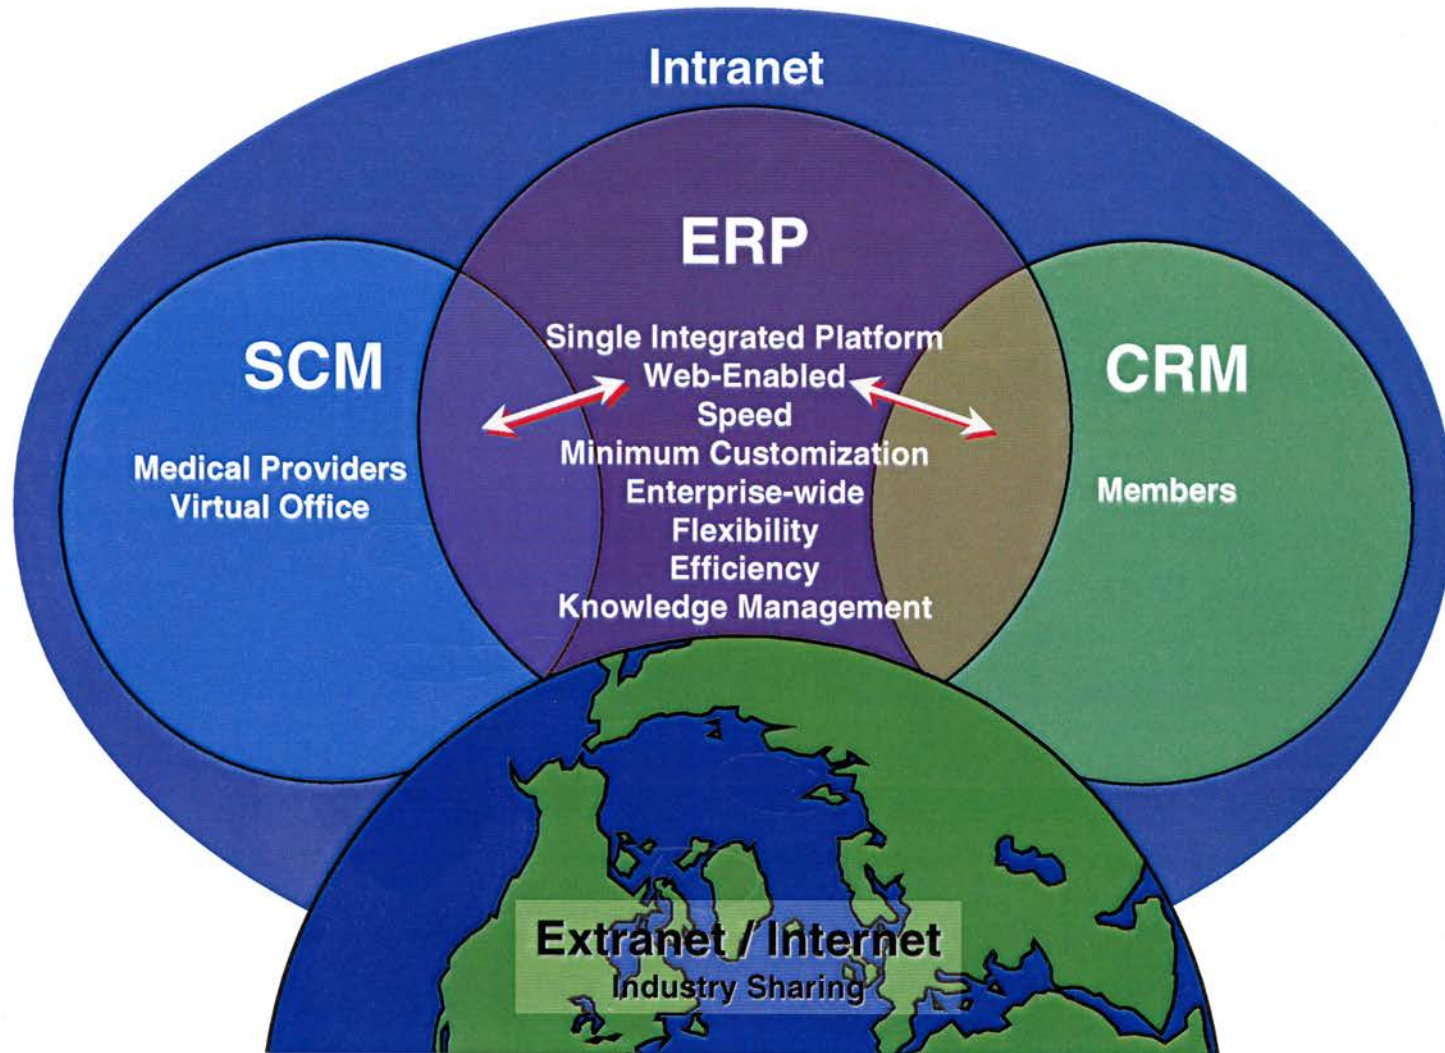 Intranet
ERP
Single Integrated Platform
Web-Enabled
Speed
Minimum Customization
Enterprise-wide
Flexibility
Efficiency
Knowledge Management
SCM
Medical Providers
Virtual Office
CRM
Members
Extranet / Internet
Industry Sharing